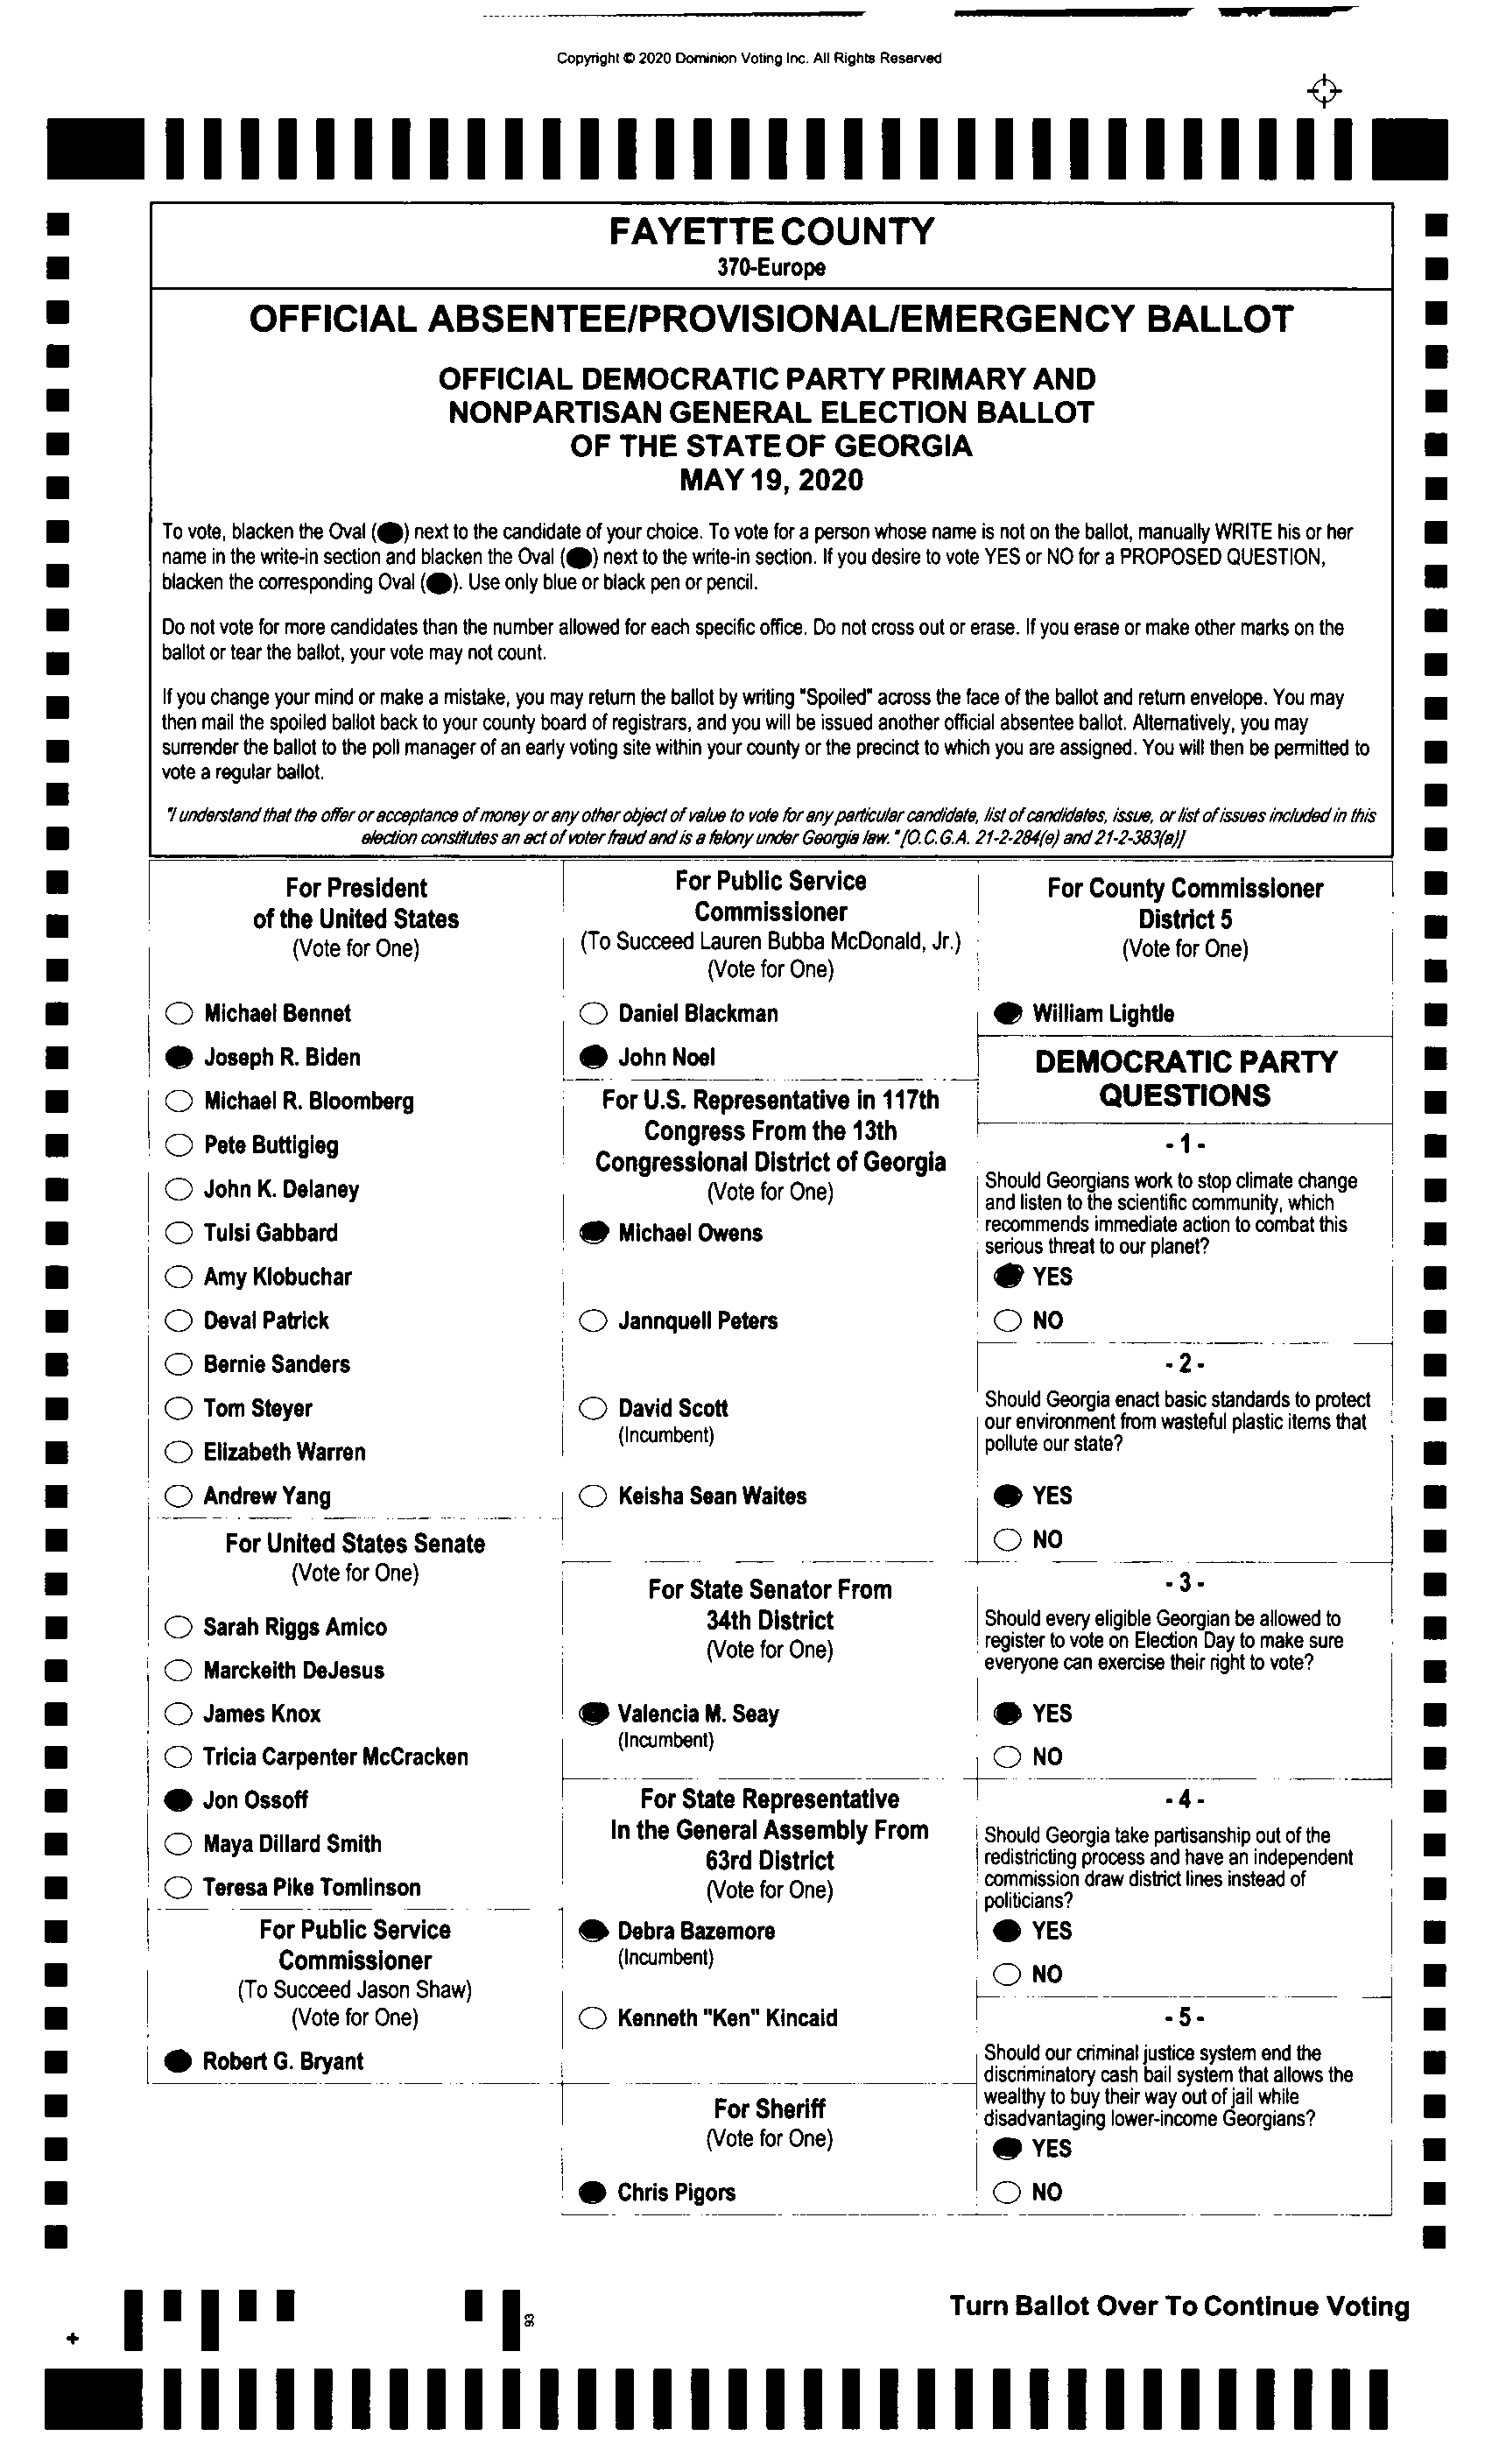 Copyright © 2020 Dominion Voting Inc. All Rights Reserved
FAYETTE COUNTY
370-Europe
OFFICIAL ABSENTEE/PROVISIONAL/EMERGENCY BALLOT
OFFICIAL DEMOCRATIC PARTY PRIMARY AND
NONPARTISAN GENERAL ELECTION BALLOT
OF THE STATE OF GEORGIA
MAY 19, 2020
To vote, blacken the Oval ( ) next to the candidate of your choice. To vote for a person whose name is not on the ballot, manually WRITE his or her
name in the write-in section and blacken the Oval ( ) next to the write-in section. If you desire to vote YES or NO for a PROPOSED QUESTION,
blacken the corresponding Oval ( ). Use only blue or black pen or pencil.
Do not vote for more candidates than the number allowed for each specific office. Do not cross out or erase. If you erase or make other marks on the
ballot or tear the ballot, your vote may not count.
If you change your mind or make a mistake, you may return the ballot by writing "Spoiled" across the face of the ballot and return envelope. You may
then mail the spoiled ballot back to your county board of registrars, and you will be issued another official absentee ballot. Alternatively, you may
surrender the ballot to the poll manager of an early voting site within your county or the precinct to which you are assigned. You will then be permitted to
vote a regular ballot.
"I understand that the offer or acceptance of money or any other object of value to vote for any particular candidate, list of candidates, issue, or list of issues included in this
election constitutes an act of voter fraud and is a felony under Georgia law." [O.C.G.A. 21-2-284(e) and 21-2-383(a)]
For President
of the United States
(Vote for One)
Michael Bennet
Joseph R. Biden
Michael R. Bloomberg
Pete Buttigieg
John K. Delaney
Tulsi Gabbard
Amy Klobuchar
Deval Patrick
Bernie Sanders
Tom Steyer
Elizabeth Warren
Andrew Yang
For United States Senate
(Vote for One)
Sarah Riggs Amico
Marckeith DeJesus
James Knox
Tricia Carpenter McCracken
Jon Ossoff
Maya Dillard Smith
Teresa Pike Tomlinson
For Public Service
Commissioner
(To Succeed Jason Shaw)
(Vote for One)
Robert G. Bryant
For Public Service
Commissioner
(To Succeed Lauren Bubba McDonald, Jr.)
(Vote for One)
Daniel Blackman
John Noel
For U.S. Representative in 117th
Congress From the 13th
Congressional District of Georgia
(Vote for One)
Michael Owens
Jannquell Peters
David Scott
(Incumbent)
Keisha Sean Waites
For State Senator From
34th District
(Vote for One)
Valencia M. Seay
(Incumbent)
For State Representative
In the General Assembly From
63rd District
(Vote for One)
Debra Bazemore
(Incumbent)
Kenneth "Ken" Kincaid
For Sheriff
(Vote for One)
Chris Pigors
For County Commissioner
District 5
(Vote for One)
William Lightle
DEMOCRATIC PARTY
QUESTIONS
- 1 -
Should Georgians work to stop climate change
and listen to the scientific community, which
recommends immediate action to combat this
serious threat to our planet?
YES
NO
- 2 -
Should Georgia enact basic standards to protect
our environment from wasteful plastic items that
pollute our state?
YES
NO
- 3 -
Should every eligible Georgian be allowed to
register to vote on Election Day to make sure
everyone can exercise their right to vote?
YES
NO
- 4 -
Should Georgia take partisanship out of the
redistricting process and have an independent
commission draw district lines instead of
politicians?
YES
NO
- 5 -
Should our criminal justice system end the
discriminatory cash bail system that allows the
wealthy to buy their way out of jail while
disadvantaging lower-income Georgians?
YES
NO
93
Turn Ballot Over To Continue Voting